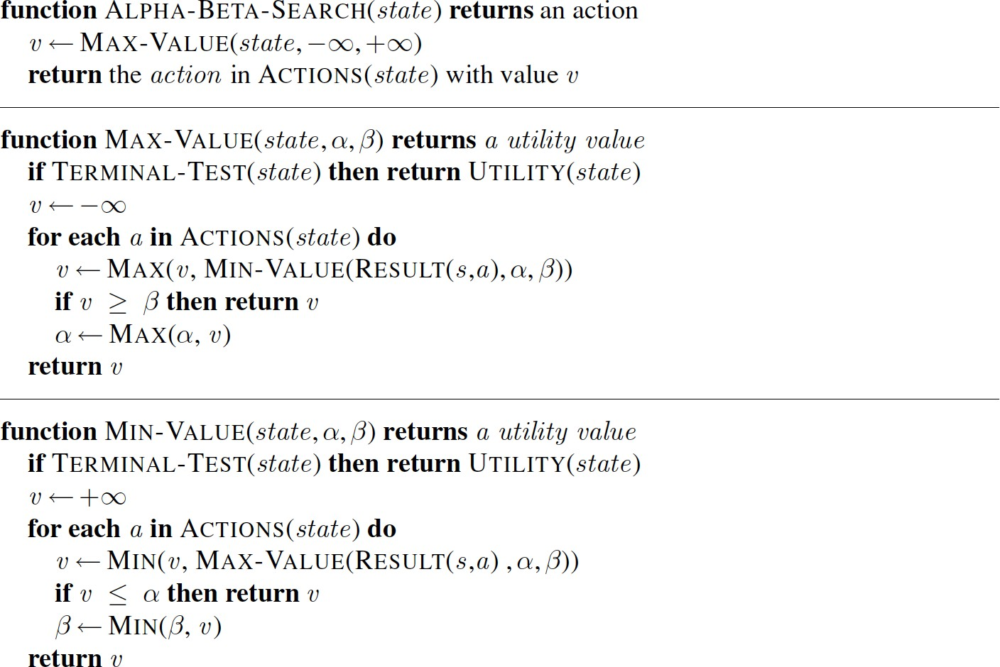 function ALPHA-BETA-SEARCH(state) returns an action
v ← MAX-VALUE(state, −∞, +∞)
return the action in ACTIONS(state) with value v
function MAX-VALUE(state, α, β) returns a utility value
if TERMINAL-TEST(state) then return UTILITY(state)
v ← −∞
for each a in ACTIONS(state) do
v ← MAX(v, MIN-VALUE(RESULT(s,a), α, β))
if v ≥ β then return v
α ← MAX(α, v)
return v
function MIN-VALUE(state, α, β) returns a utility value
if TERMINAL-TEST(state) then return UTILITY(state)
v ← +∞
for each a in ACTIONS(state) do
v ← MIN(v, MAX-VALUE(RESULT(s,a) , α, β))
if v ≤ α then return v
β ← MIN(β, v)
return v